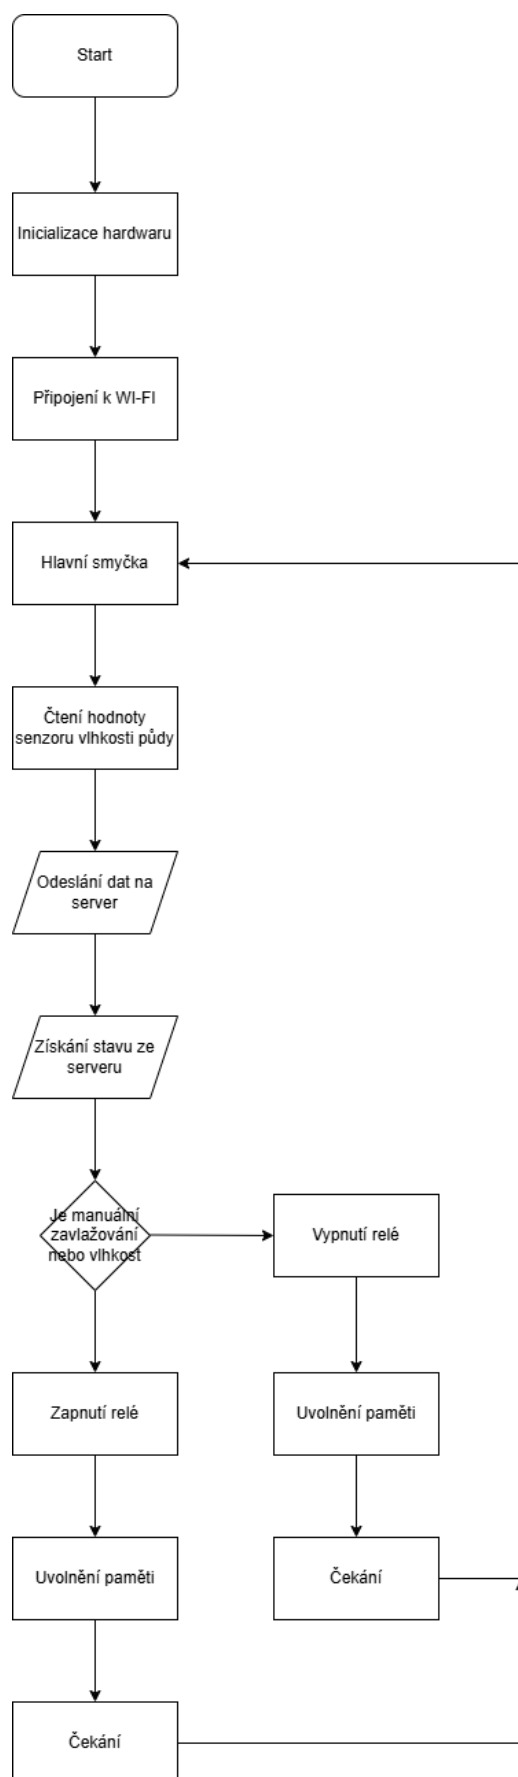 Start
Inicializace hardwaru
Připojení k WI-FI
Hlavní smyčka
Čtení hodnoty
senzoru vlhkosti půdy
Odeslání dat na
server
Získání stavu ze
serveru
Je manuální
zavlažování
nebo vlhkost
Vypnutí relé
Zapnutí relé
Uvolnění paměti
Uvolnění paměti
Čekání
Čekání